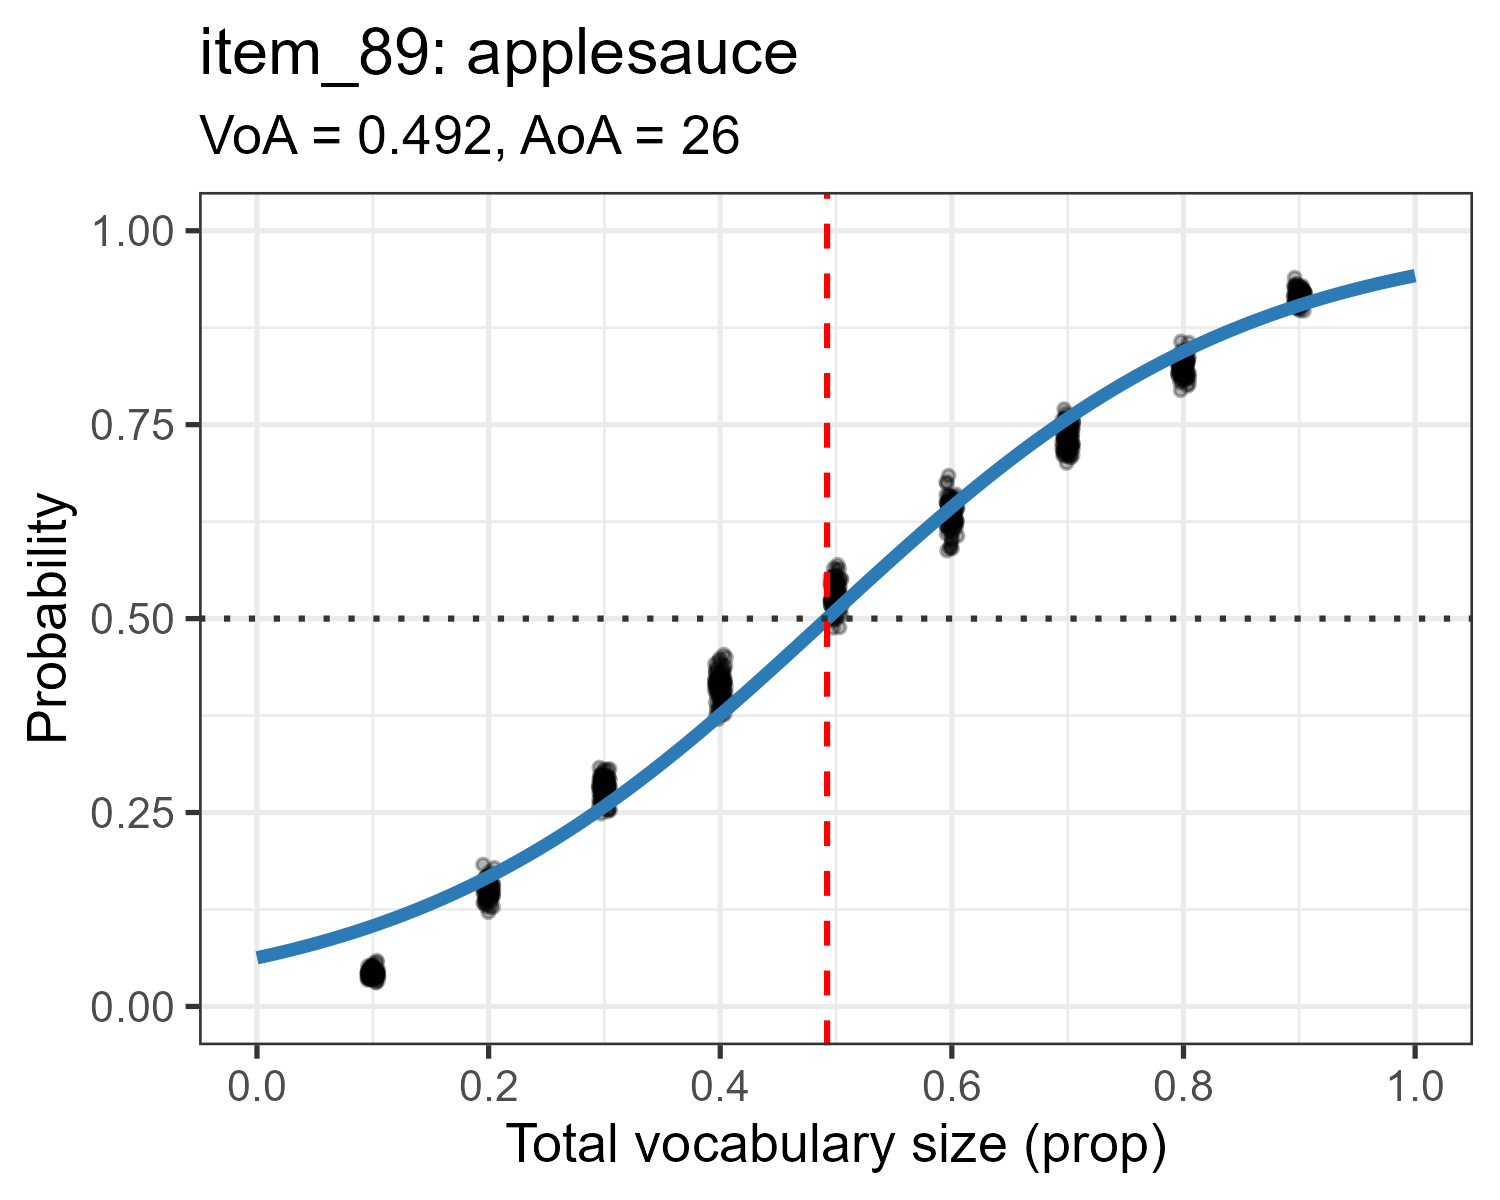 item_89: applesauce
VoA = 0.492, AoA = 26
1.00
0.75
0.50
0.25
0.00
Probability
0.0 0.2 0.4 0.6 0.8 1.0
Total vocabulary size (prop)